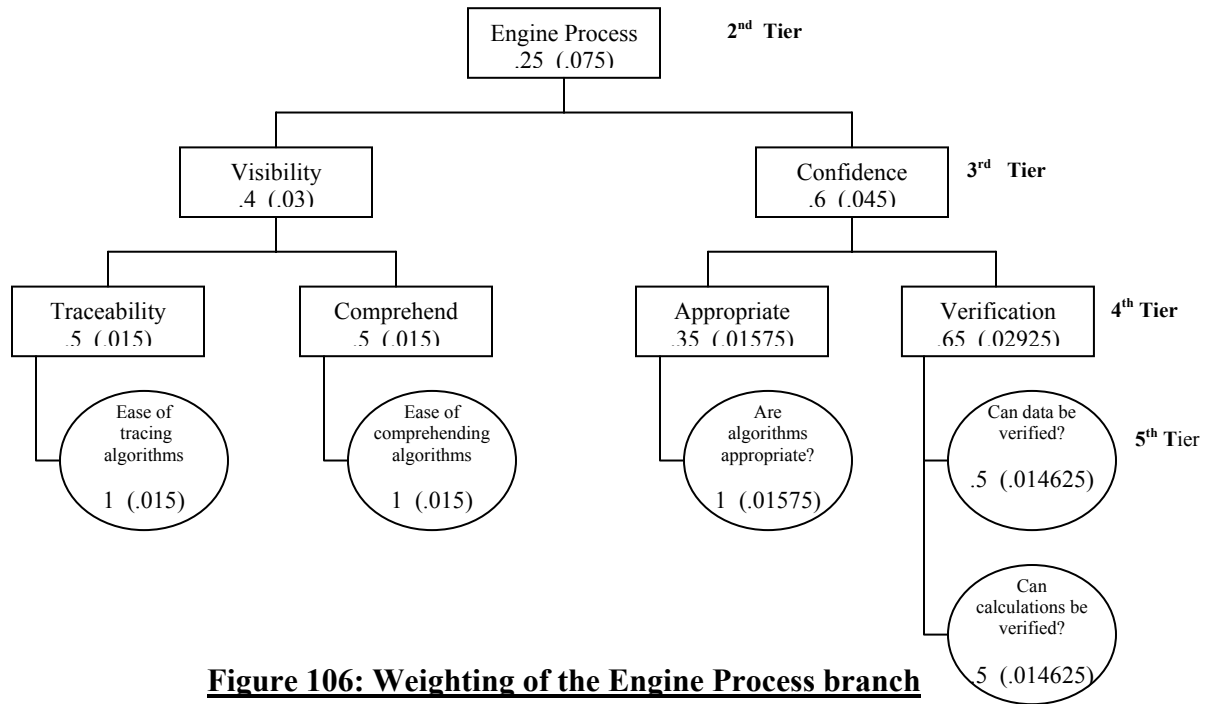 Engine Process
.25 (.075)
2nd Tier
Visibility
.4 (.03)
Confidence
.6 (.045)
3rd Tier
Traceability
.5 (.015)
Comprehend
.5 (.015)
Appropriate
.35 (.01575)
Verification
.65 (.02925)
4th Tier
Ease of
tracing
algorithms
1 (.015)
Ease of
comprehending
algorithms
1 (.015)
Are
algorithms
appropriate?
1 (.01575)
Can data be
verified?
.5 (.014625)
5th Tier
Can
calculations be
verified?
.5 (.014625)
Figure 106: Weighting of the Engine Process branch